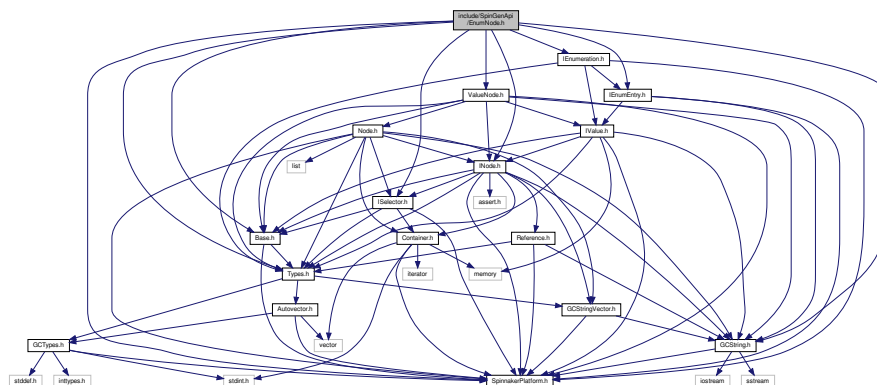 include/SpinGenApi
/EnumNode.h
IEnumeration.h
ValueNode.h
IEnumEntry.h
Node.h
IValue.h
list
INode.h
ISelector.h
assert.h
Base.h
Container.h
Reference.h
Types.h
iterator
memory
Autovector.h
GCStringVector.h
GCTypes.h
vector
GCString.h
stddef.h
inttypes.h
stdint.h
SpinnakerPlatform.h
iostream
sstream